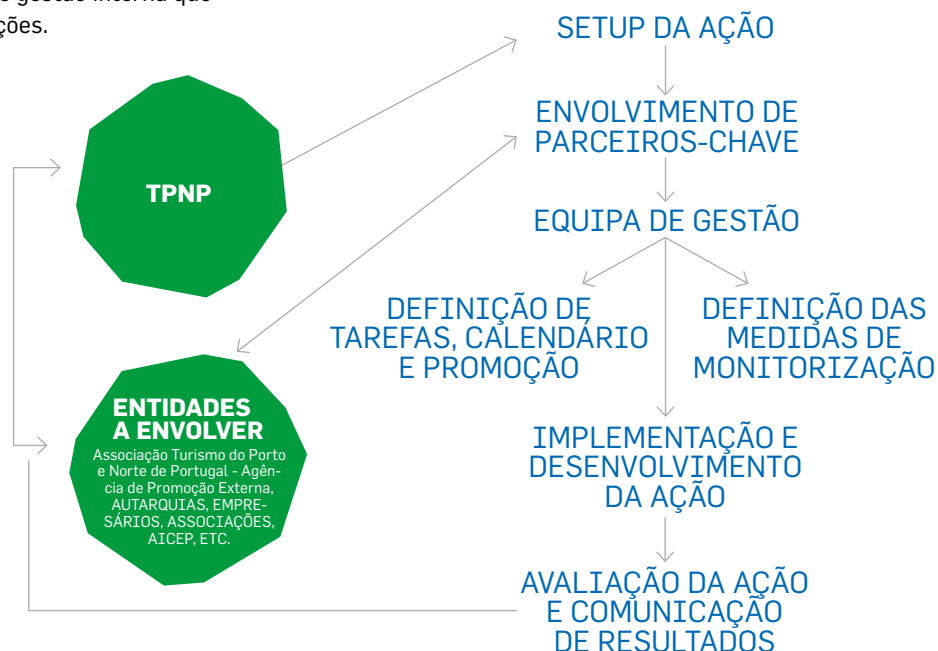 e gestão interna que
ções.
SETUP DA AÇÃO
ENVOLVIMENTO DE
PARCEIROS-CHAVE
TPNP
EQUIPA DE GESTÃO
DEFINIÇÃO DE
TAREFAS, CALENDÁRIO
E PROMOÇÃO
DEFINIÇÃO DAS
MEDIDAS DE
MONITORIZAÇÃO
ENTIDADES
A ENVOLVER
Associação Turismo do Porto
e Norte de Portugal - Agên-
cia de Promoção Externa,
AUTARQUIAS, EMPRE-
SÁRIOS, ASSOCIAÇÕES,
AICEP, ETC.
IMPLEMENTAÇÃO E
DESENVOLVIMENTO
DA AÇÃO
AVALIAÇÃO DA AÇÃO
E COMUNICAÇÃO
DE RESULTADOS